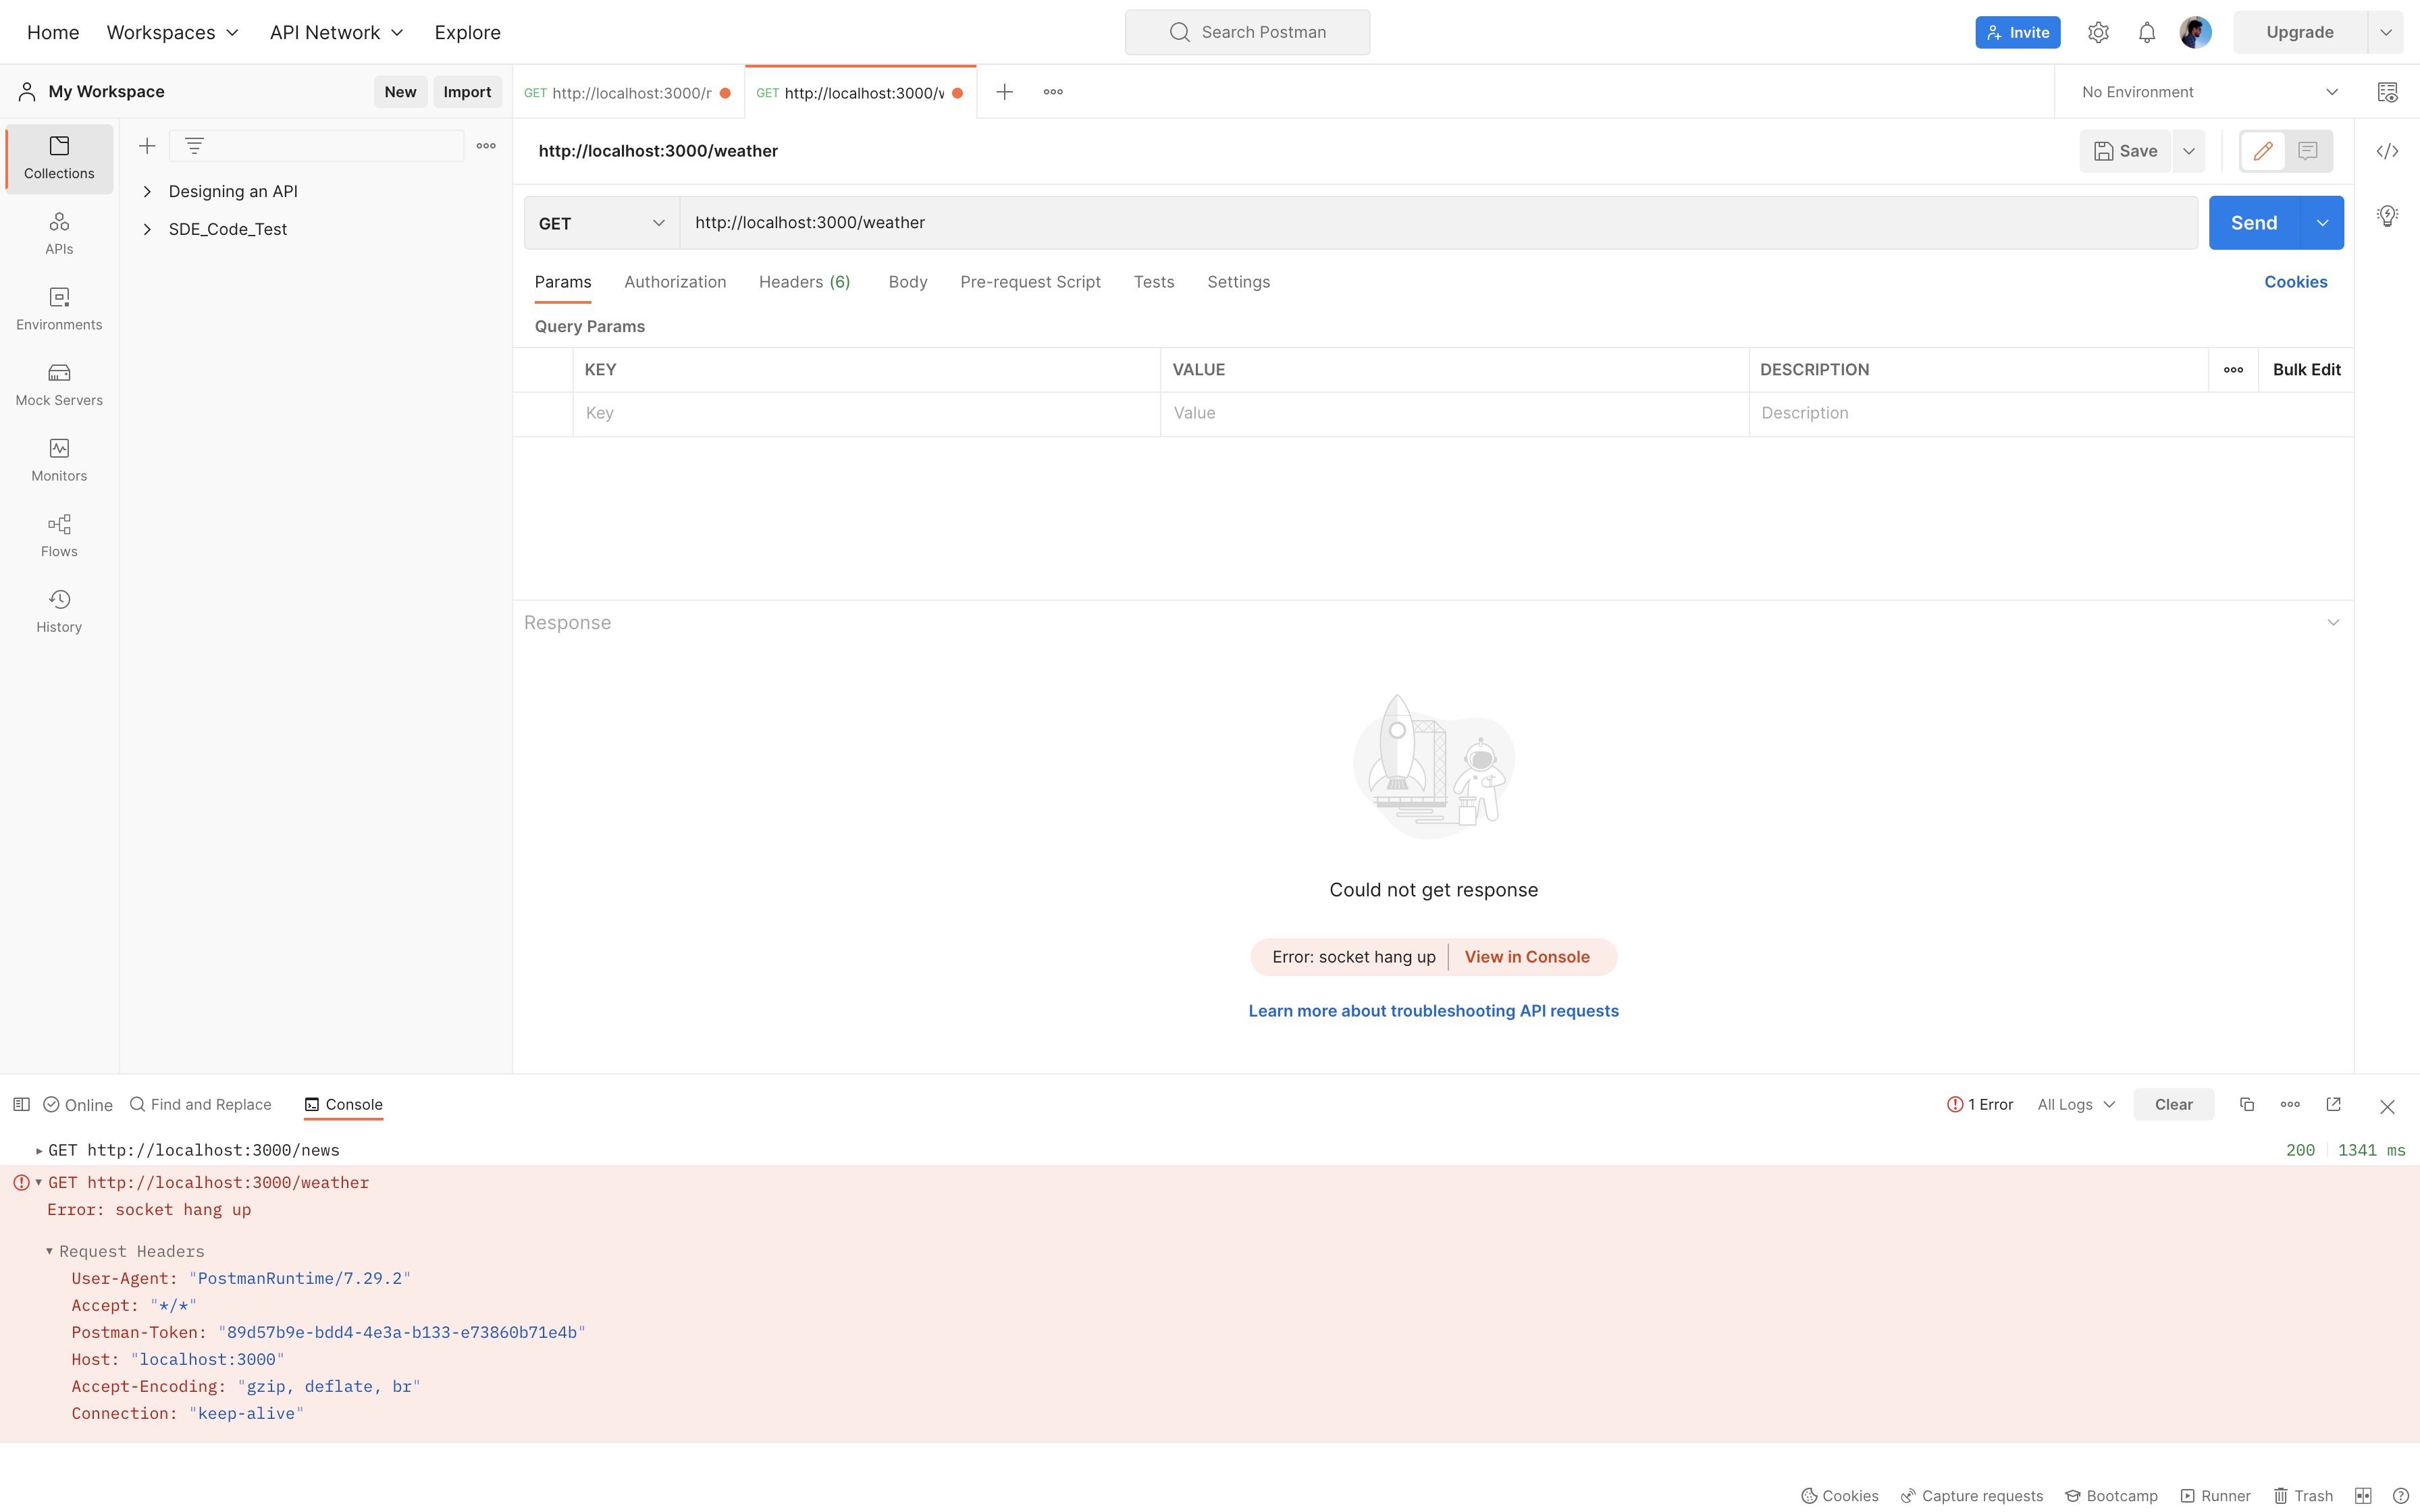 Home Workspaces API Network Explore Search Postman Invite Upgrade
My Workspace New Import GET http://localhost:3000/r GET http://localhost:3000/v No Environment
Collections
APIs
Environments
Mock Servers
Monitors
Flows
History
Designing an API
SDE_Code_Test
http://localhost:3000/weather Save
GET http://localhost:3000/weather Send
Params Authorization Headers (6) Body Pre-request Script Tests Settings Cookies
Query Params
KEY VALUE DESCRIPTION Bulk Edit
Key Value Description
Response
Could not get response
Error: socket hang up View in Console
Learn more about troubleshooting API requests
Online Find and Replace Console 1 Error All Logs Clear
GET http://localhost:3000/news 200 1341 ms
GET http://localhost:3000/weather
Error: socket hang up
Request Headers
User-Agent: "PostmanRuntime/7.29.2"
Accept: "*/*"
Postman-Token: "89d57b9e-bdd4-4e3a-b133-e73860b71e4b"
Host: "localhost:3000"
Accept-Encoding: "gzip, deflate, br"
Connection: "keep-alive"
Cookies Capture requests Bootcamp Runner Trash